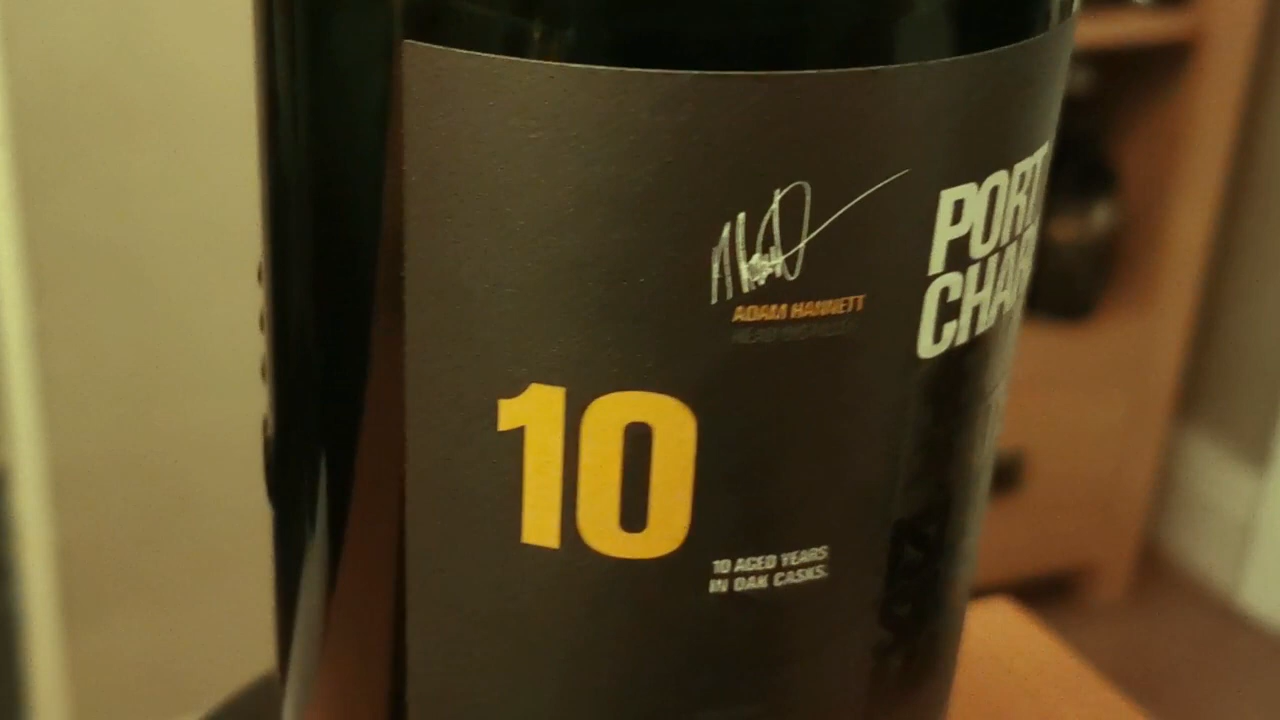 ADAM HANNETT
PORT
CHAR
10
10 AGED YEARS
IN OAK CASKS.